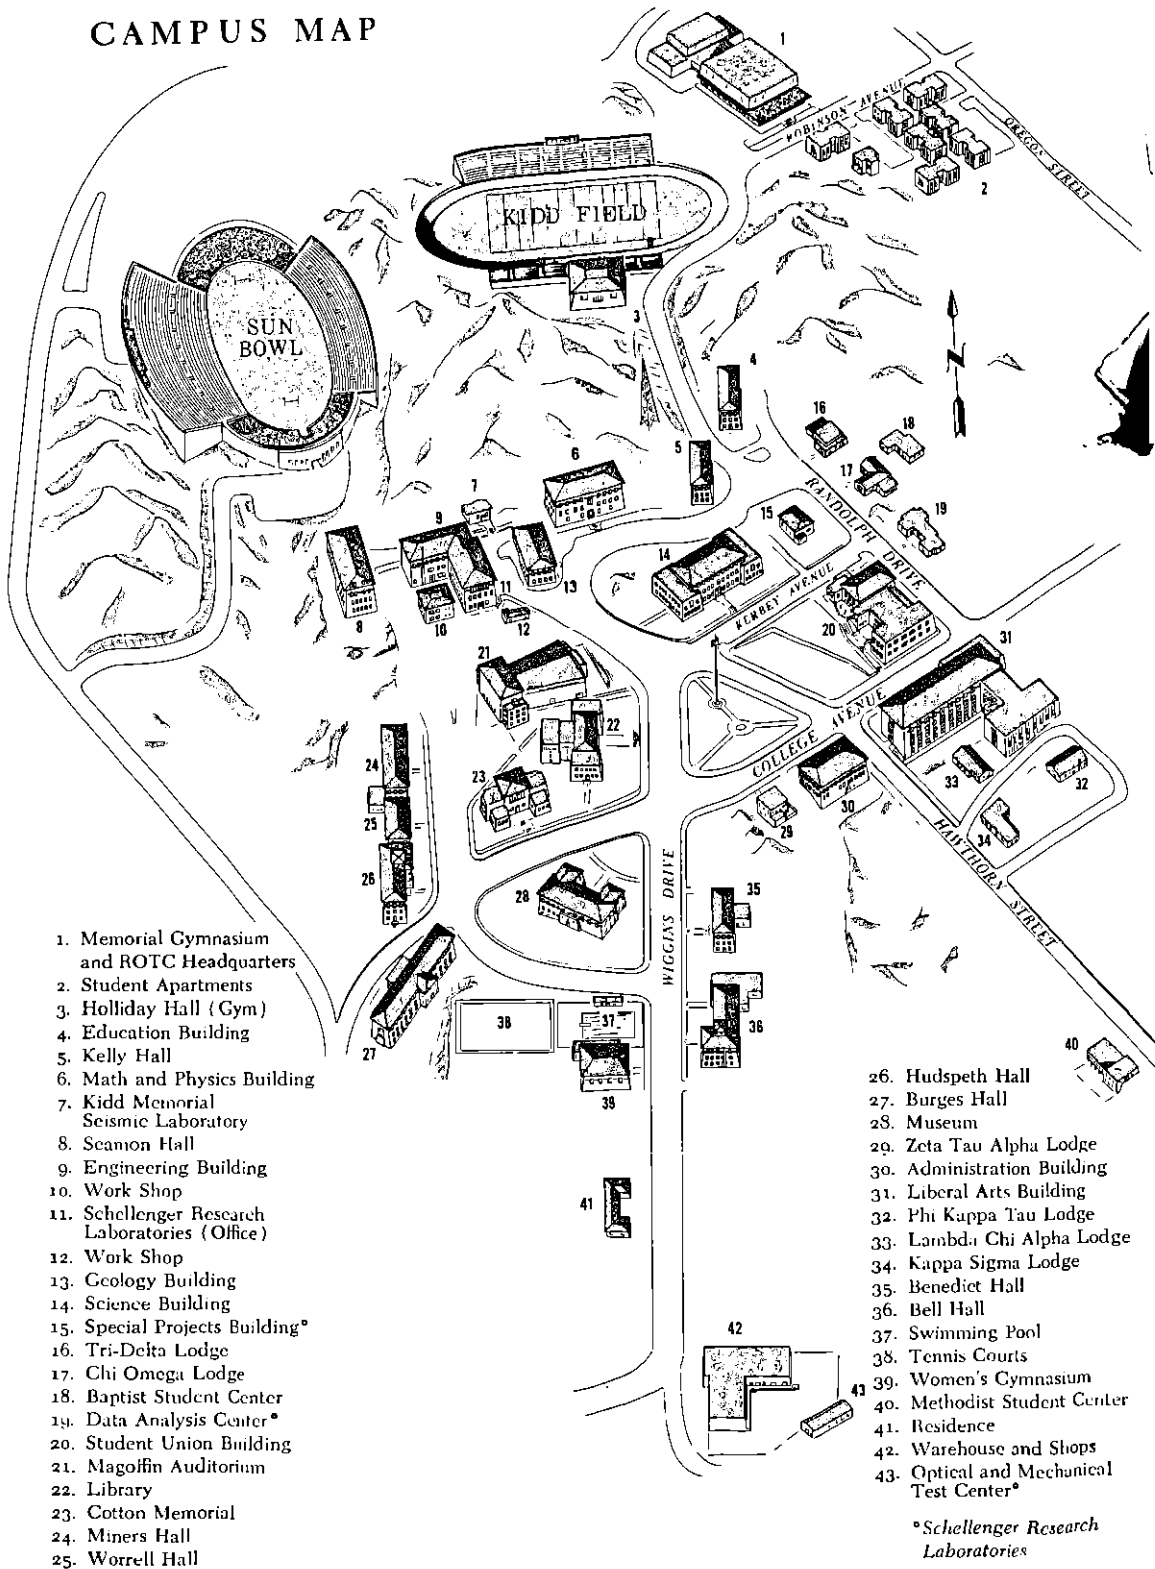 CAMPUS MAP
1
ROBINSON AVENUE
OREGON STREET
2
KIDD FIELD
SUN
BOWL
3
N
4
16
18
5
17
6
7
RANDOLPH DRIVE
19
15
9
14
13
11
KERBEY AVENUE
8
10
12
20
31
21
22
COLLEGE AVENUE
24
23
33
32
30
25
29
34
HAWTHORN STREET
26
28
WIGGINS DRIVE
35
38
37
36
27
39
40
41
42
43
1. Memorial Gymnasium
and ROTC Headquarters
2. Student Apartments
3. Holliday Hall (Gym)
4. Education Building
5. Kelly Hall
6. Math and Physics Building
7. Kidd Memorial
Seismic Laboratory
8. Seamon Hall
9. Engineering Building
10. Work Shop
11. Schellenger Research
Laboratories (Office)
12. Work Shop
13. Geology Building
14. Science Building
15. Special Projects Building*
16. Tri-Delta Lodge
17. Chi Omega Lodge
18. Baptist Student Center
19. Data Analysis Center*
20. Student Union Building
21. Magoffin Auditorium
22. Library
23. Cotton Memorial
24. Miners Hall
25. Worrell Hall
26. Hudspeth Hall
27. Burges Hall
28. Museum
29. Zeta Tau Alpha Lodge
30. Administration Building
31. Liberal Arts Building
32. Phi Kappa Tau Lodge
33. Lambda Chi Alpha Lodge
34. Kappa Sigma Lodge
35. Benedict Hall
36. Bell Hall
37. Swimming Pool
38. Tennis Courts
39. Women's Gymnasium
40. Methodist Student Center
41. Residence
42. Warehouse and Shops
43. Optical and Mechanical
Test Center*
*Schellenger Research
Laboratories